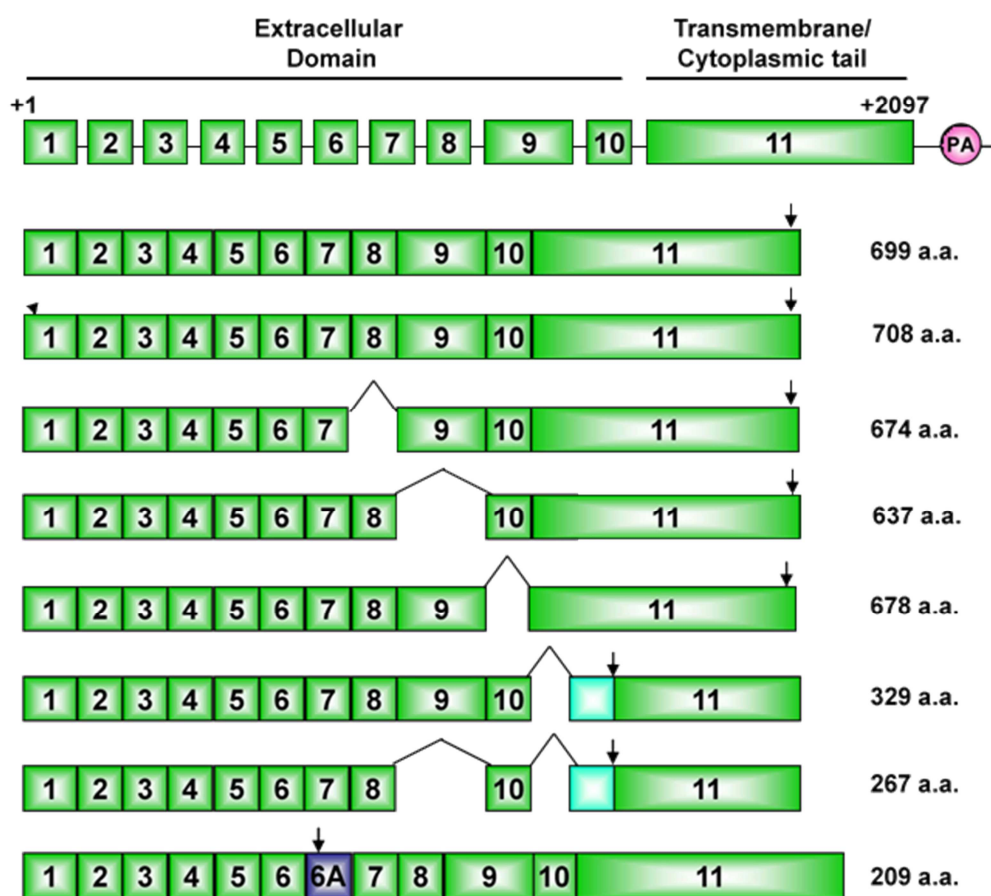 Extracellular
Domain
Transmembrane/
Cytoplasmic tail
+1
+2097
1 2 3 4 5 6 7 8 9 10 11 PA
1 2 3 4 5 6 7 8 9 10 11 699 a.a.
1 2 3 4 5 6 7 8 9 10 11 708 a.a.
1 2 3 4 5 6 7 9 10 11 674 a.a.
1 2 3 4 5 6 7 8 10 11 637 a.a.
1 2 3 4 5 6 7 8 9 11 678 a.a.
1 2 3 4 5 6 7 8 9 10 11 329 a.a.
1 2 3 4 5 6 7 8 10 11 267 a.a.
1 2 3 4 5 6 6A 7 8 9 10 11 209 a.a.